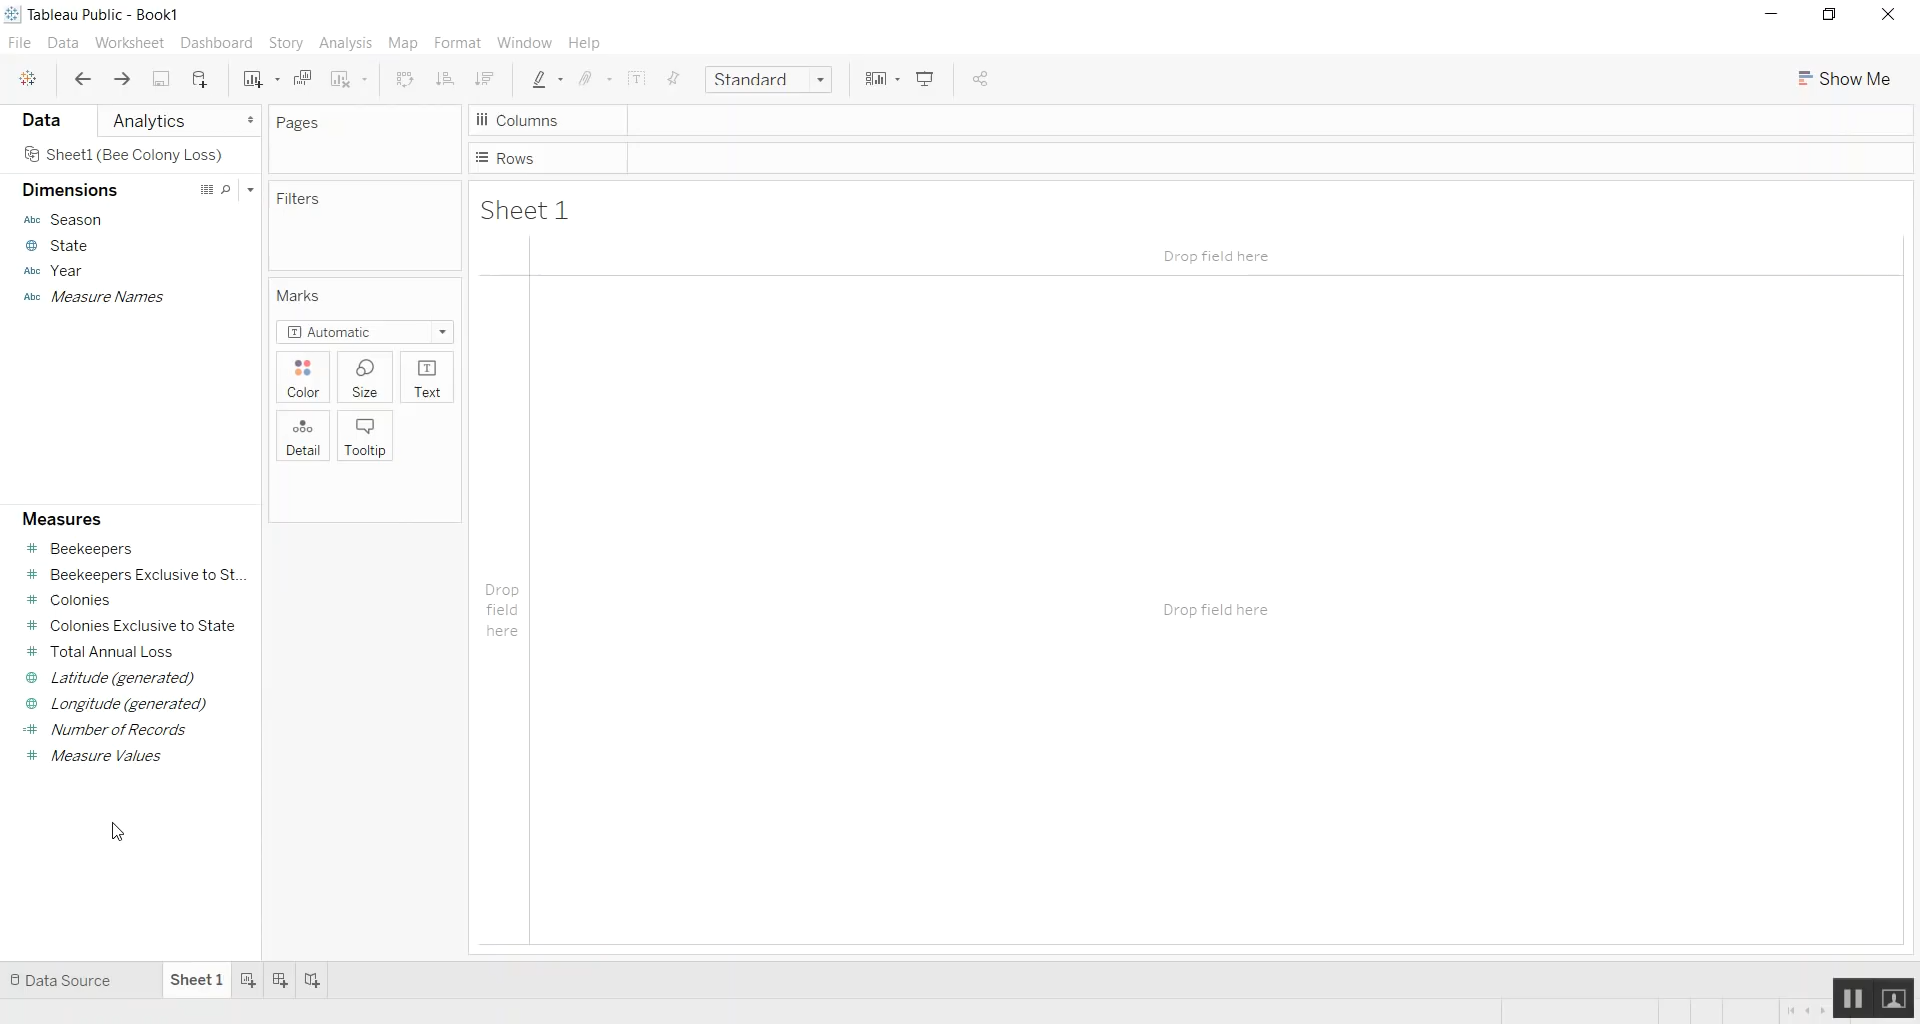 Tableau Public - Book1
File Data Worksheet Dashboard Story Analysis Map Format Window Help
Standard
Show Me
Data Analytics
Sheet1 (Bee Colony Loss)
Dimensions
Abc Season
State
Abc Year
Abc Measure Names
Measures
Beekeepers
Beekeepers Exclusive to St...
Colonies
Colonies Exclusive to State
Total Annual Loss
Latitude (generated)
Longitude (generated)
Number of Records
Measure Values
Pages
Filters
Marks
Automatic
Color Size Text
Detail Tooltip
Columns
Rows
Sheet 1
Drop field here
Drop
field
here
Drop field here
Data Source Sheet 1